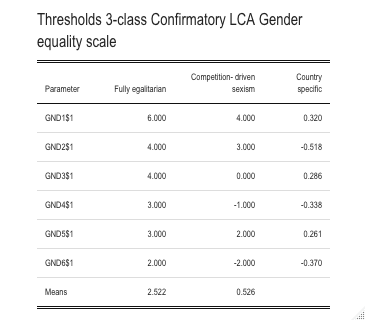 Thresholds 3-class Confirmatory LCA Gender
equality scale
Parameter Fully egalitarian Competition- driven sexism Country specific
GND1$1 6.000 4.000 0.320
GND2$1 4.000 3.000 -0.518
GND3$1 4.000 0.000 0.286
GND4$1 3.000 -1.000 -0.338
GND5$1 3.000 2.000 0.261
GND6$1 2.000 -2.000 -0.370
Means 2.522 0.526